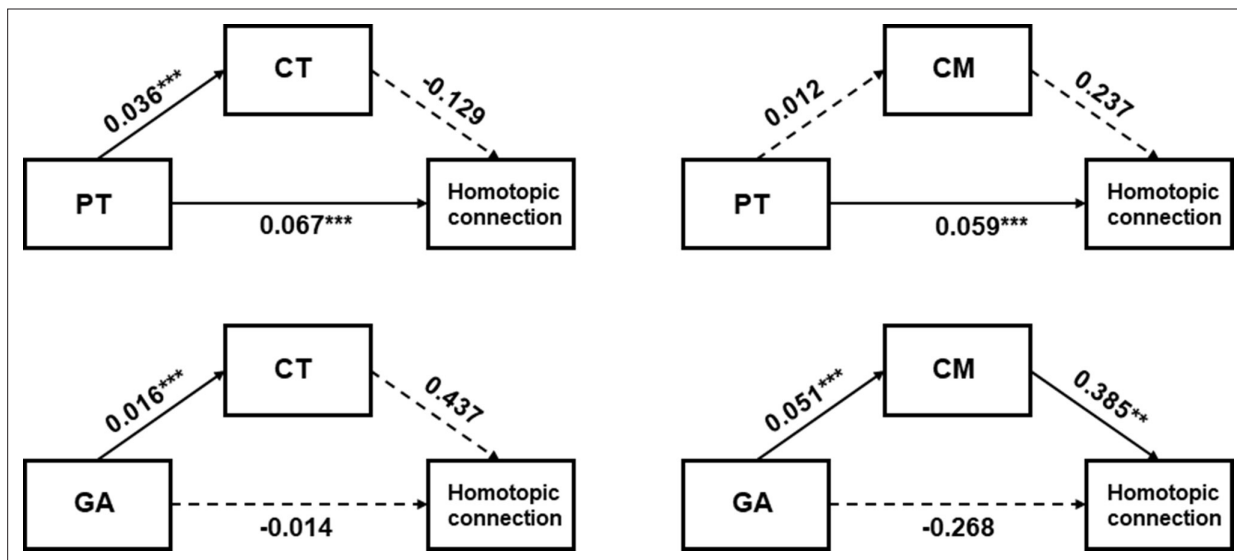 CT
0.036***
-0.129
PT
Homotopic
connection
0.067***
CM
0.012
0.237
PT
Homotopic
connection
0.059***
CT
0.016***
0.437
GA
Homotopic
connection
-0.014
CM
0.051***
0.385**
GA
Homotopic
connection
-0.268